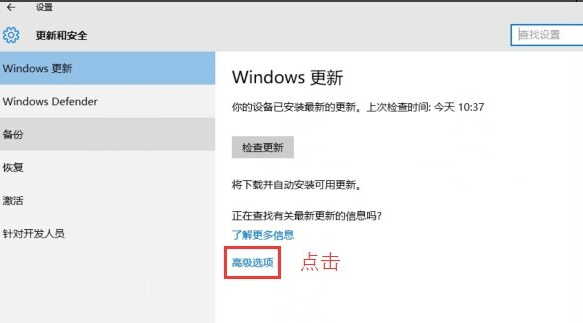 设置
更新和安全
查找设置
Windows 更新
Windows Defender
备份
恢复
激活
针对开发人员
Windows 更新
你的设备已安装最新的更新。上次检查时间: 今天 10:37
检查更新
将下载并自动安装可用更新。
正在查找有关最新更新的信息吗?
了解更多信息
高级选项 点击